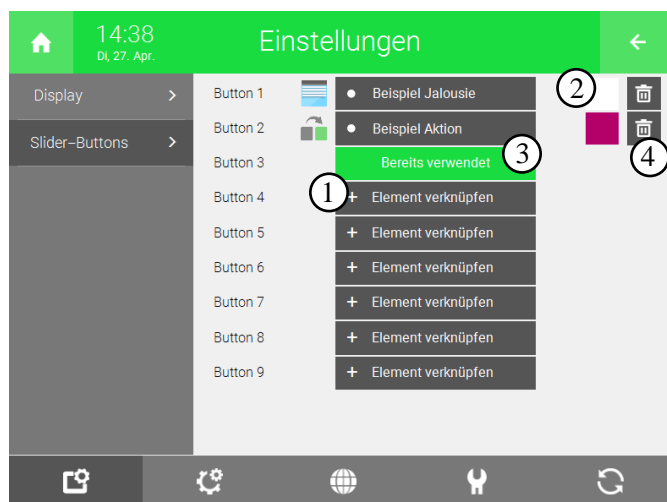 14:38
Di, 27. Apr.
Einstellungen
Display
Slider-Buttons
Button 1
Beispiel Jalousie
2
Button 2
Beispiel Aktion
Button 3
Bereits verwendet
3
4
Button 4
1
+ Element verknüpfen
Button 5
+ Element verknüpfen
Button 6
+ Element verknüpfen
Button 7
+ Element verknüpfen
Button 8
+ Element verknüpfen
Button 9
+ Element verknüpfen